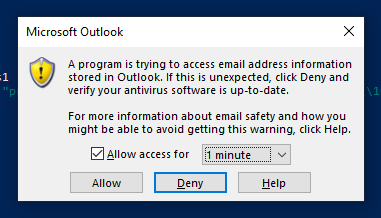 Microsoft Outlook
A program is trying to access email address information
stored in Outlook. If this is unexpected, click Deny and
verify your antivirus software is up-to-date.
For more information about email safety and how you
might be able to avoid getting this warning, click Help.
Allow access for 1 minute
Allow Deny Help